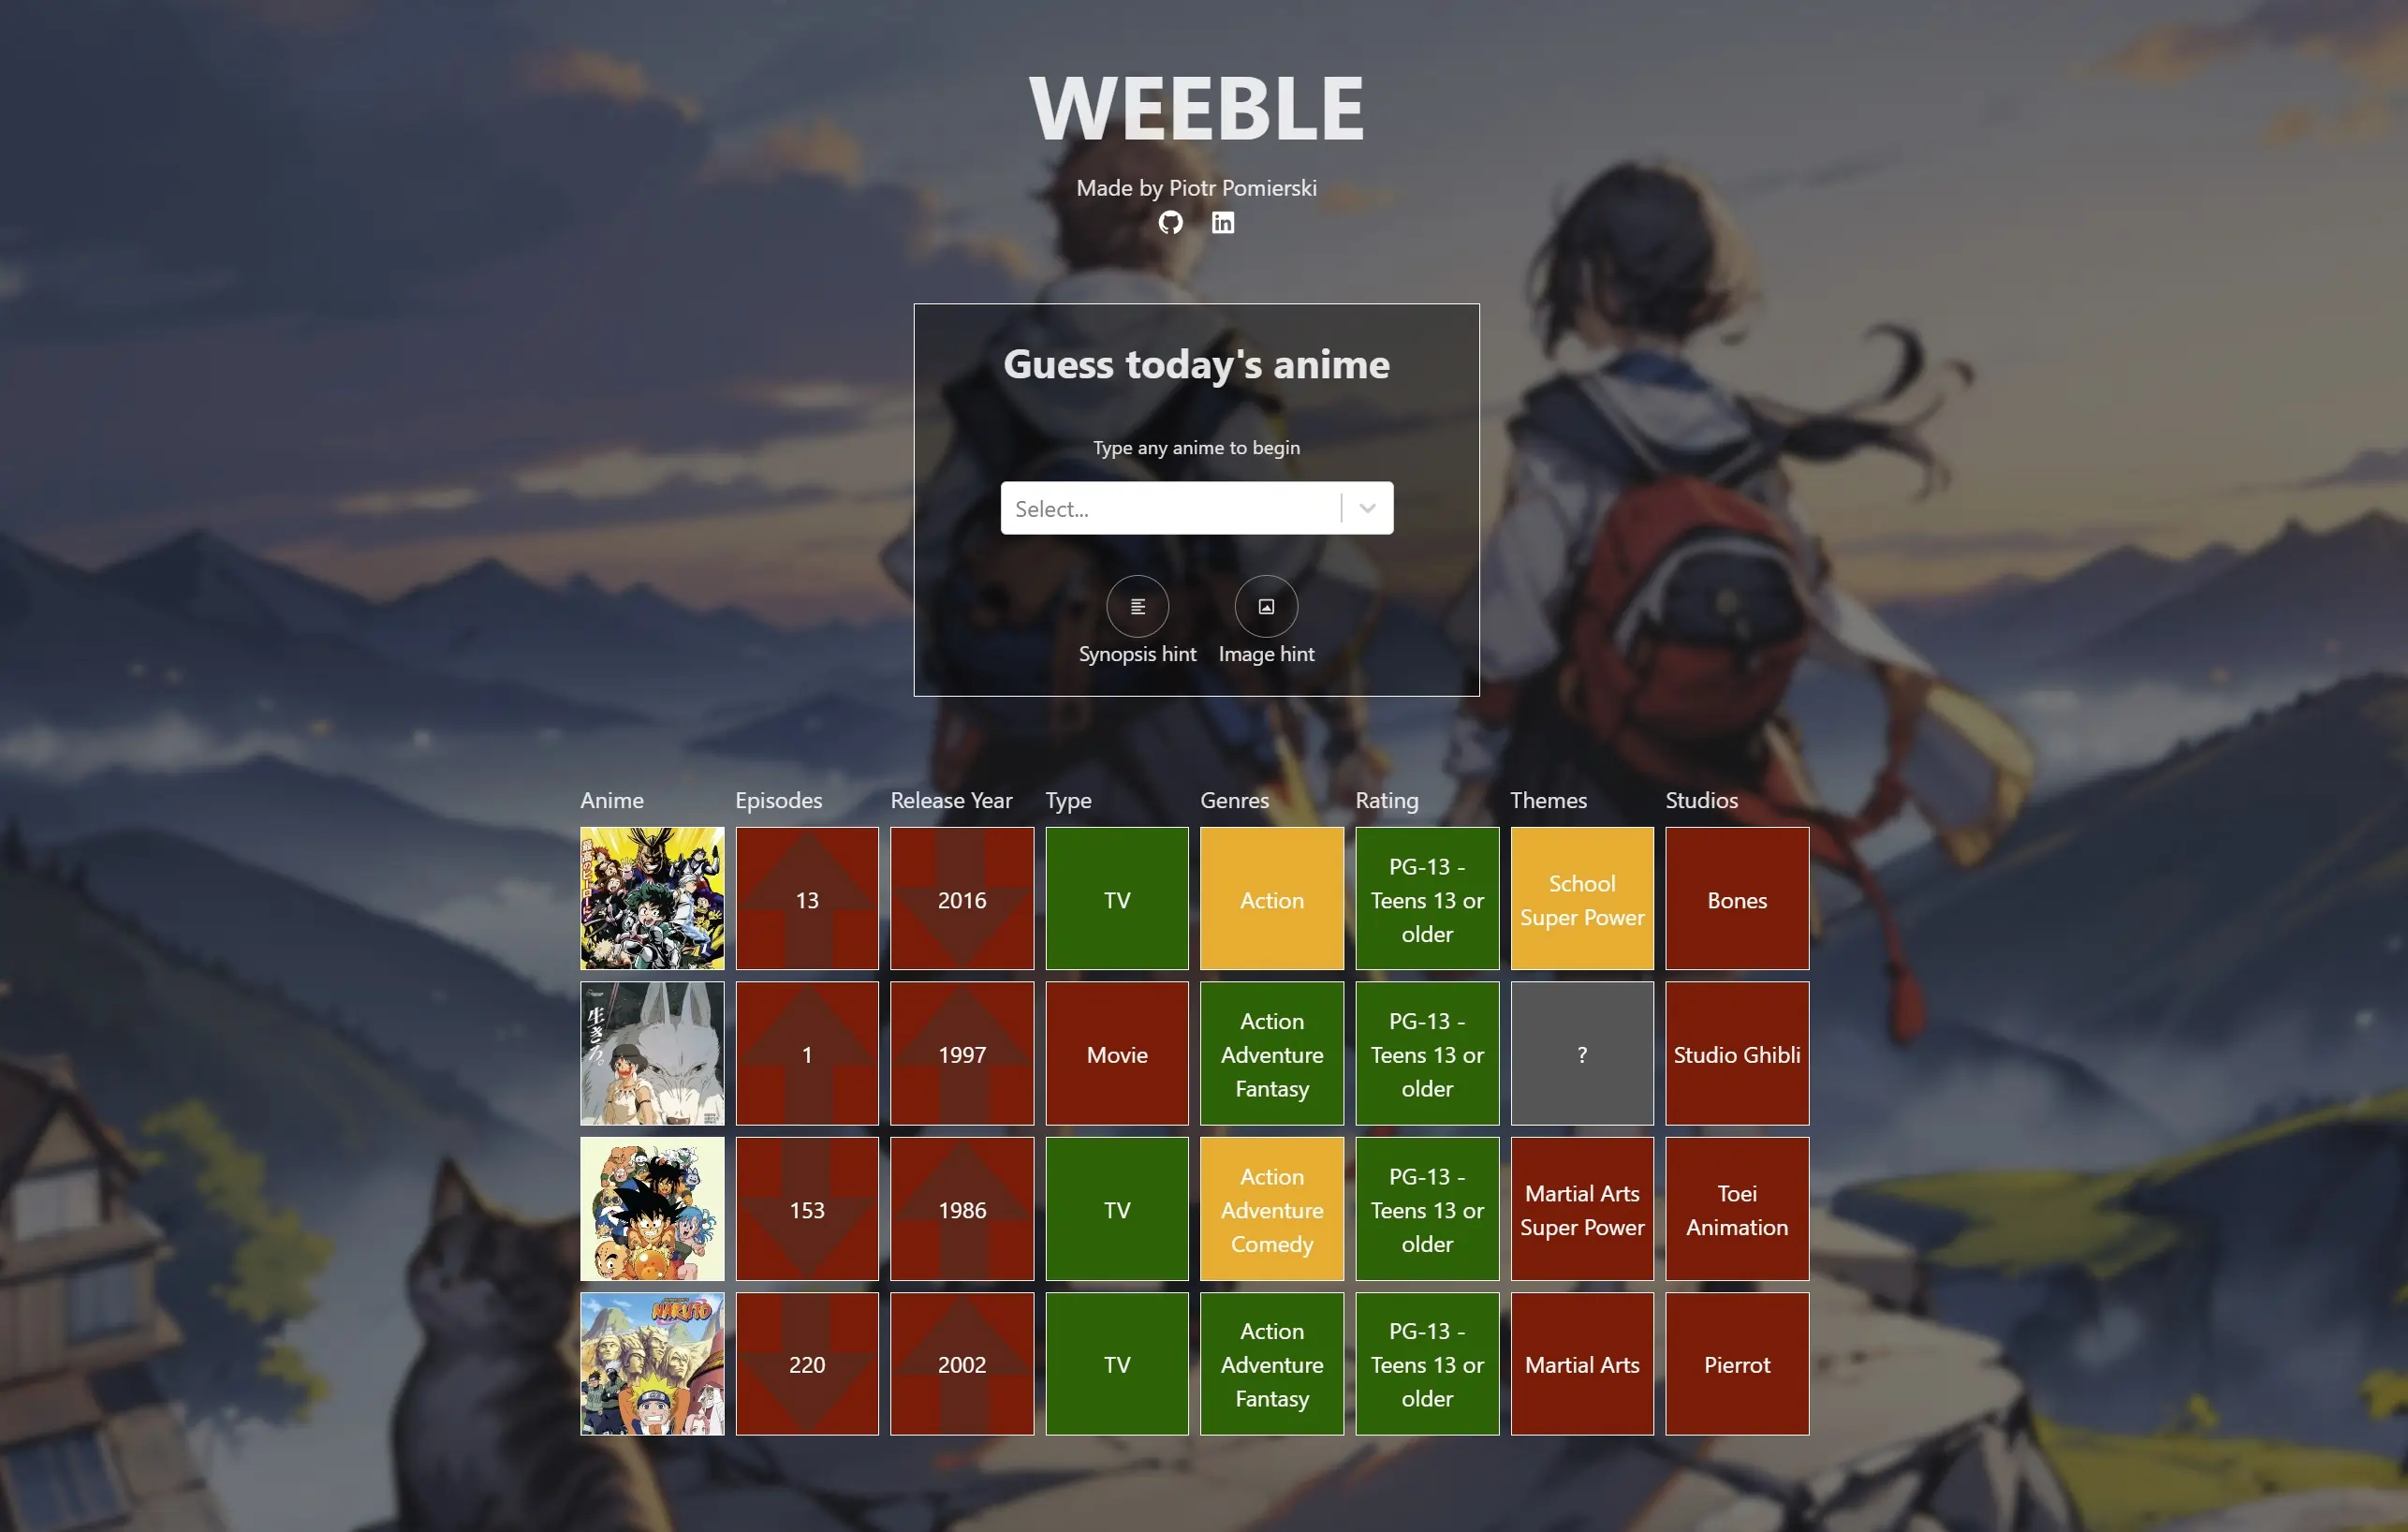 WEEBLE
Made by Piotr Pomierski
Guess today's anime
Type any anime to begin
Select...
Synopsis hint Image hint
Anime Episodes Release Year Type Genres Rating Themes Studios
13
2016
TV
Action
PG-13 -
Teens 13 or
older
School
Super Power
Bones
生きろ。
1
1997
Movie
Action
Adventure
Fantasy
PG-13 -
Teens 13 or
older
?
Studio Ghibli
153
1986
TV
Action
Adventure
Comedy
PG-13 -
Teens 13 or
older
Martial Arts
Super Power
Toei
Animation
NARUTO
220
2002
TV
Action
Adventure
Fantasy
PG-13 -
Teens 13 or
older
Martial Arts
Pierrot